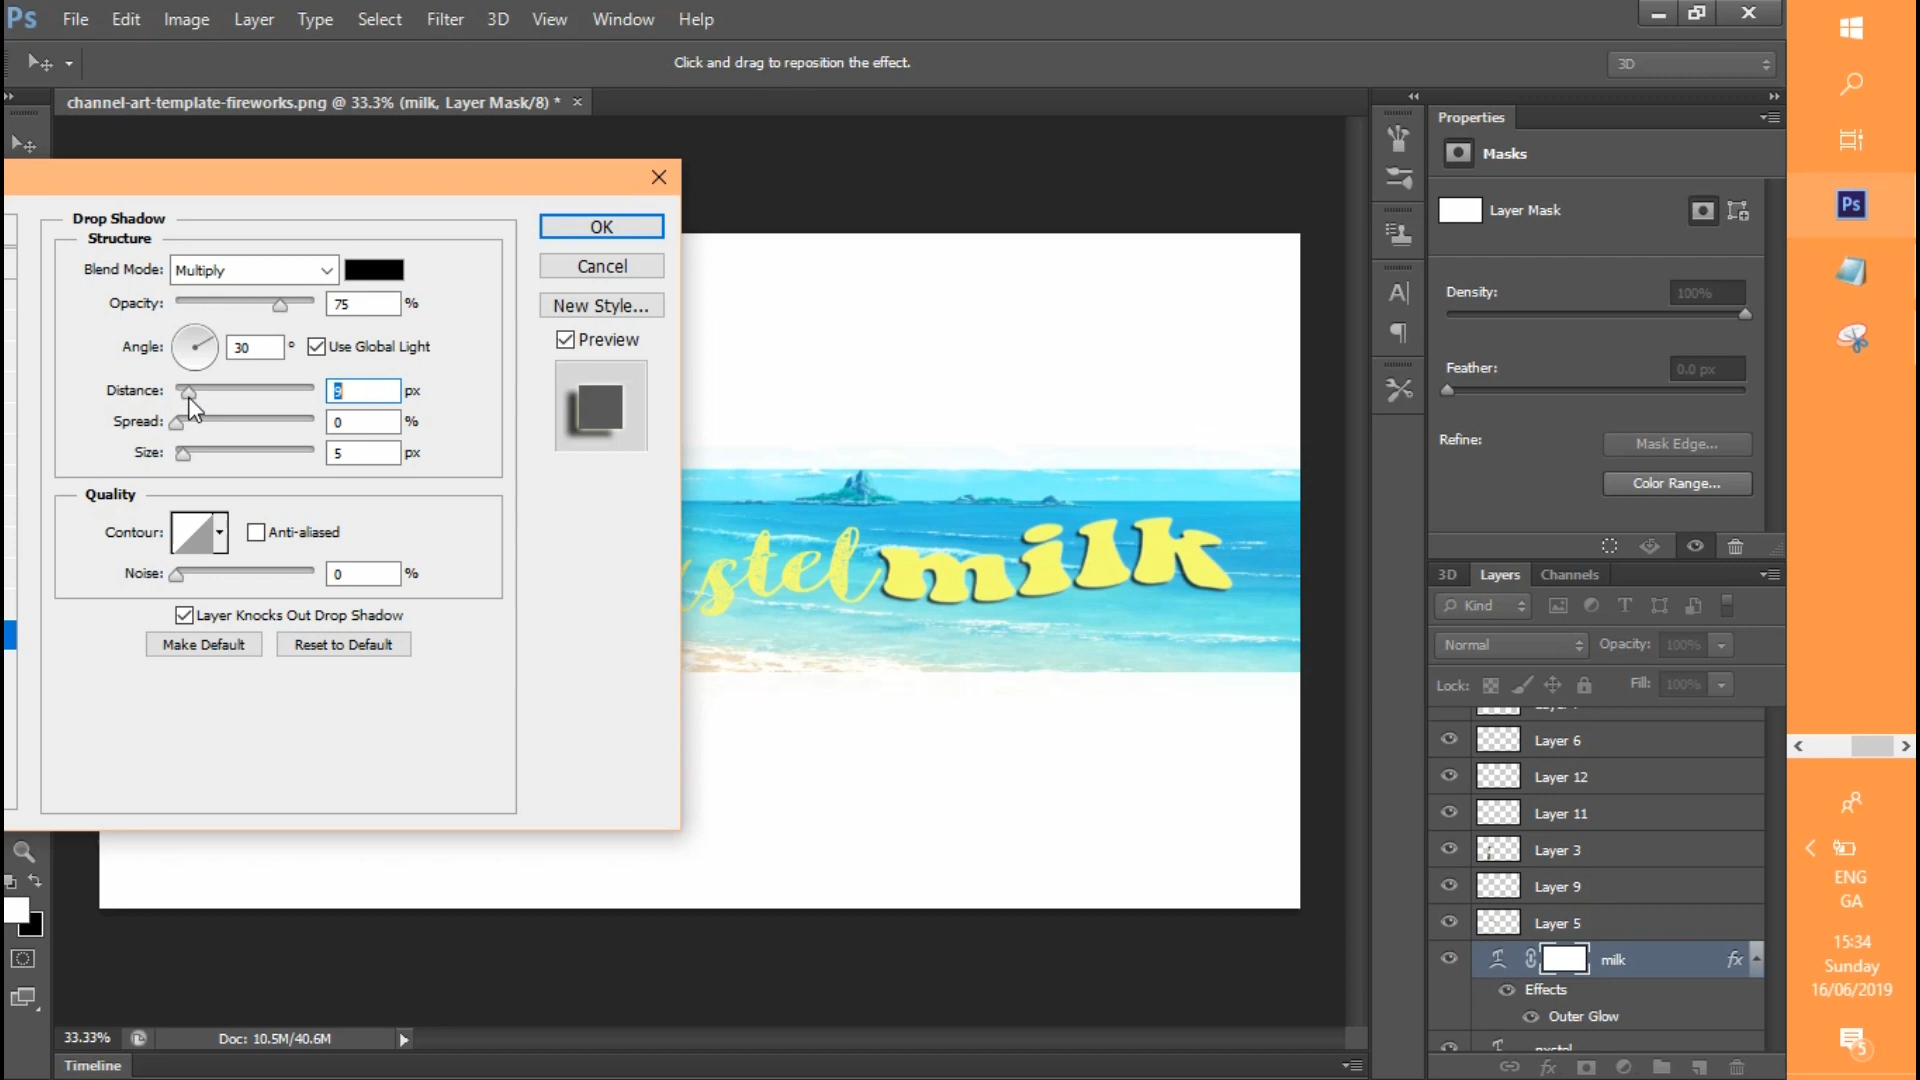 Ps File Edit Image Layer Type Select Filter 3D View Window Help
Click and drag to reposition the effect.
3D
channel-art-template-fireworks.png @ 33.3% (milk, Layer Mask/8) * ×
Drop Shadow
Structure
Blend Mode: Multiply
Opacity: 75 %
Angle: 30 ° Use Global Light
Distance: 9 px
Spread: 0 %
Size: 5 px
Quality
Contour: Anti-aliased
Noise: 0 %
Layer Knocks Out Drop Shadow
Make Default Reset to Default
OK
Cancel
New Style...
Preview
stel milk
Properties
Masks
Layer Mask
Density: 100%
Feather: 0.0 px
Refine: Mask Edge...
Color Range...
3D Layers Channels
Kind
Normal Opacity: 100%
Lock: Fill: 100%
Layer 6
Layer 12
Layer 11
Layer 3
Layer 9
Layer 5
milk fx
Effects
Outer Glow
33.33% Doc: 10.5M/40.6M
Timeline
Ps
ENG
GA
15:34
Sunday
16/06/2019
5